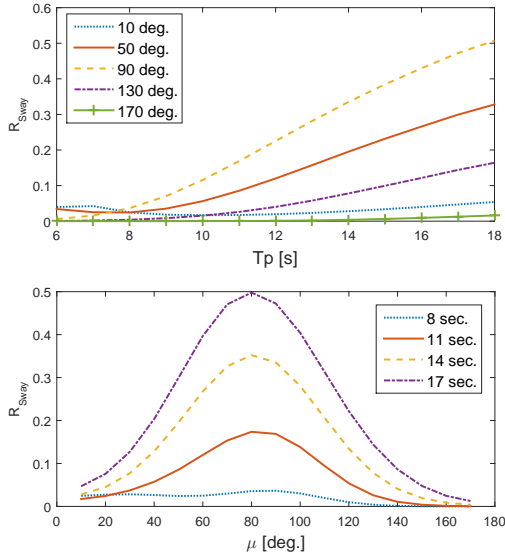 0.6
0.5
0.4
0.3
0.2
0.1
0
R_Sway
10 deg.
50 deg.
90 deg.
130 deg.
170 deg.
6 8 10 12 14 16 18
Tp [s]
0.5
0.4
0.3
0.2
0.1
0
R_Sway
8 sec.
11 sec.
14 sec.
17 sec.
0 20 40 60 80 100 120 140 160 180
μ [deg.]